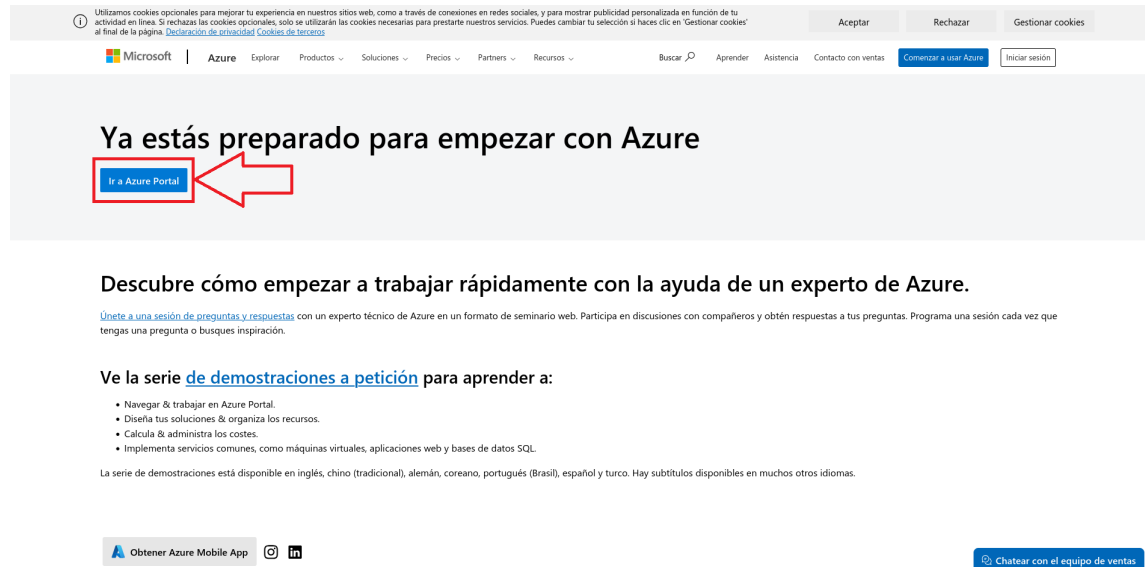 Utilizamos cookies opcionales para mejorar tu experiencia en nuestros sitios web, como a través de conexiones en redes sociales, y para mostrar publicidad personalizada en función de tu
actividad en línea. Si rechazas las cookies opcionales, solo se utilizarán las cookies necesarias para prestarte nuestros servicios. Puedes cambiar tu selección si haces clic en 'Gestionar cookies'
al final de la página. Declaración de privacidad Cookies de terceros
Aceptar Rechazar Gestionar cookies
Microsoft Azure Explorar Productos Soluciones Precios Partners Recursos Buscar Aprender Asistencia Contacto con ventas Comenzar a usar Azure Iniciar sesión
Ya estás preparado para empezar con Azure
Ir a Azure Portal
Descubre cómo empezar a trabajar rápidamente con la ayuda de un experto de Azure.
Únete a una sesión de preguntas y respuestas con un experto técnico de Azure en un formato de seminario web. Participa en discusiones con compañeros y obtén respuestas a tus preguntas. Programa una sesión cada vez que
tengas una pregunta o busques inspiración.
Ve la serie de demostraciones a petición para aprender a:
• Navegar & trabajar en Azure Portal.
• Diseña tus soluciones & organiza los recursos.
• Calcula & administra los costes.
• Implementa servicios comunes, como máquinas virtuales, aplicaciones web y bases de datos SQL.
La serie de demostraciones está disponible en inglés, chino (tradicional), alemán, coreano, portugués (Brasil), español y turco. Hay subtítulos disponibles en muchos otros idiomas.
Obtener Azure Mobile App
Chatear con el equipo de ventas